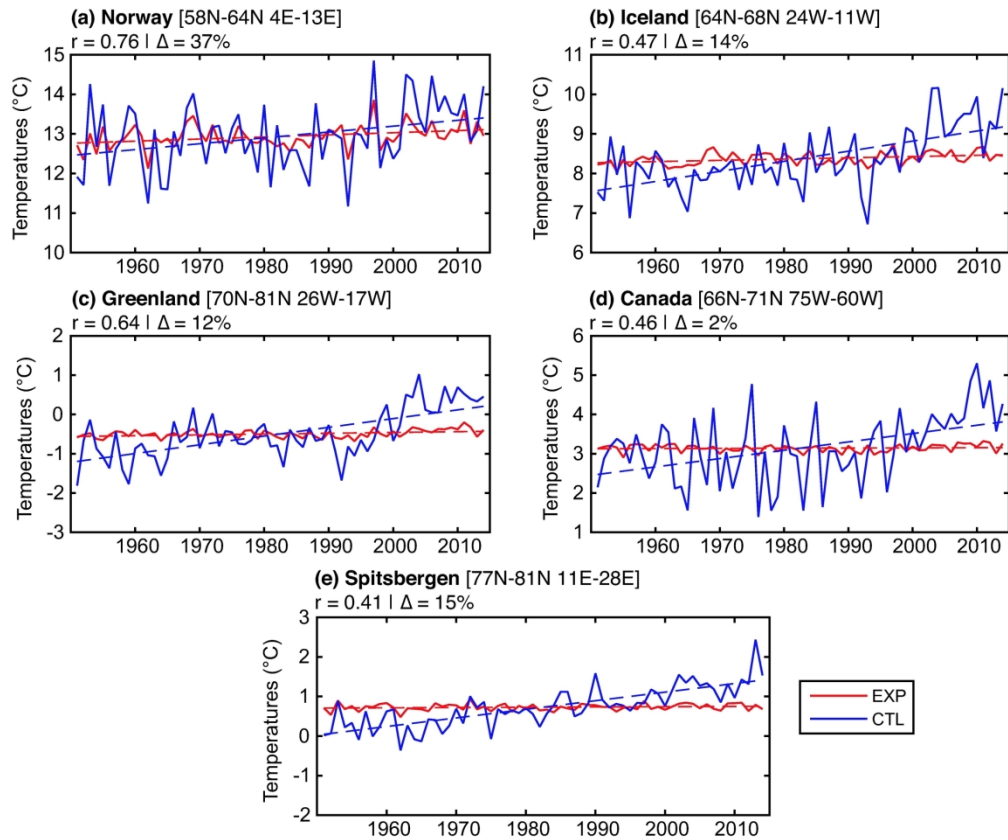 (a) Norway [58N-64N 4E-13E]
r = 0.76 | Δ = 37%
Temperatures (°C)
15
14
13
12
11
10
1960 1970 1980 1990 2000 2010
(b) Iceland [64N-68N 24W-11W]
r = 0.47 | Δ = 14%
Temperatures (°C)
11
10
9
8
7
6
1960 1970 1980 1990 2000 2010
(c) Greenland [70N-81N 26W-17W]
r = 0.64 | Δ = 12%
Temperatures (°C)
2
1
0
-1
-2
-3
1960 1970 1980 1990 2000 2010
(d) Canada [66N-71N 75W-60W]
r = 0.46 | Δ = 2%
Temperatures (°C)
6
5
4
3
2
1
1960 1970 1980 1990 2000 2010
(e) Spitsbergen [77N-81N 11E-28E]
r = 0.41 | Δ = 15%
Temperatures (°C)
3
2
1
0
-1
-2
1960 1970 1980 1990 2000 2010
EXP
CTL